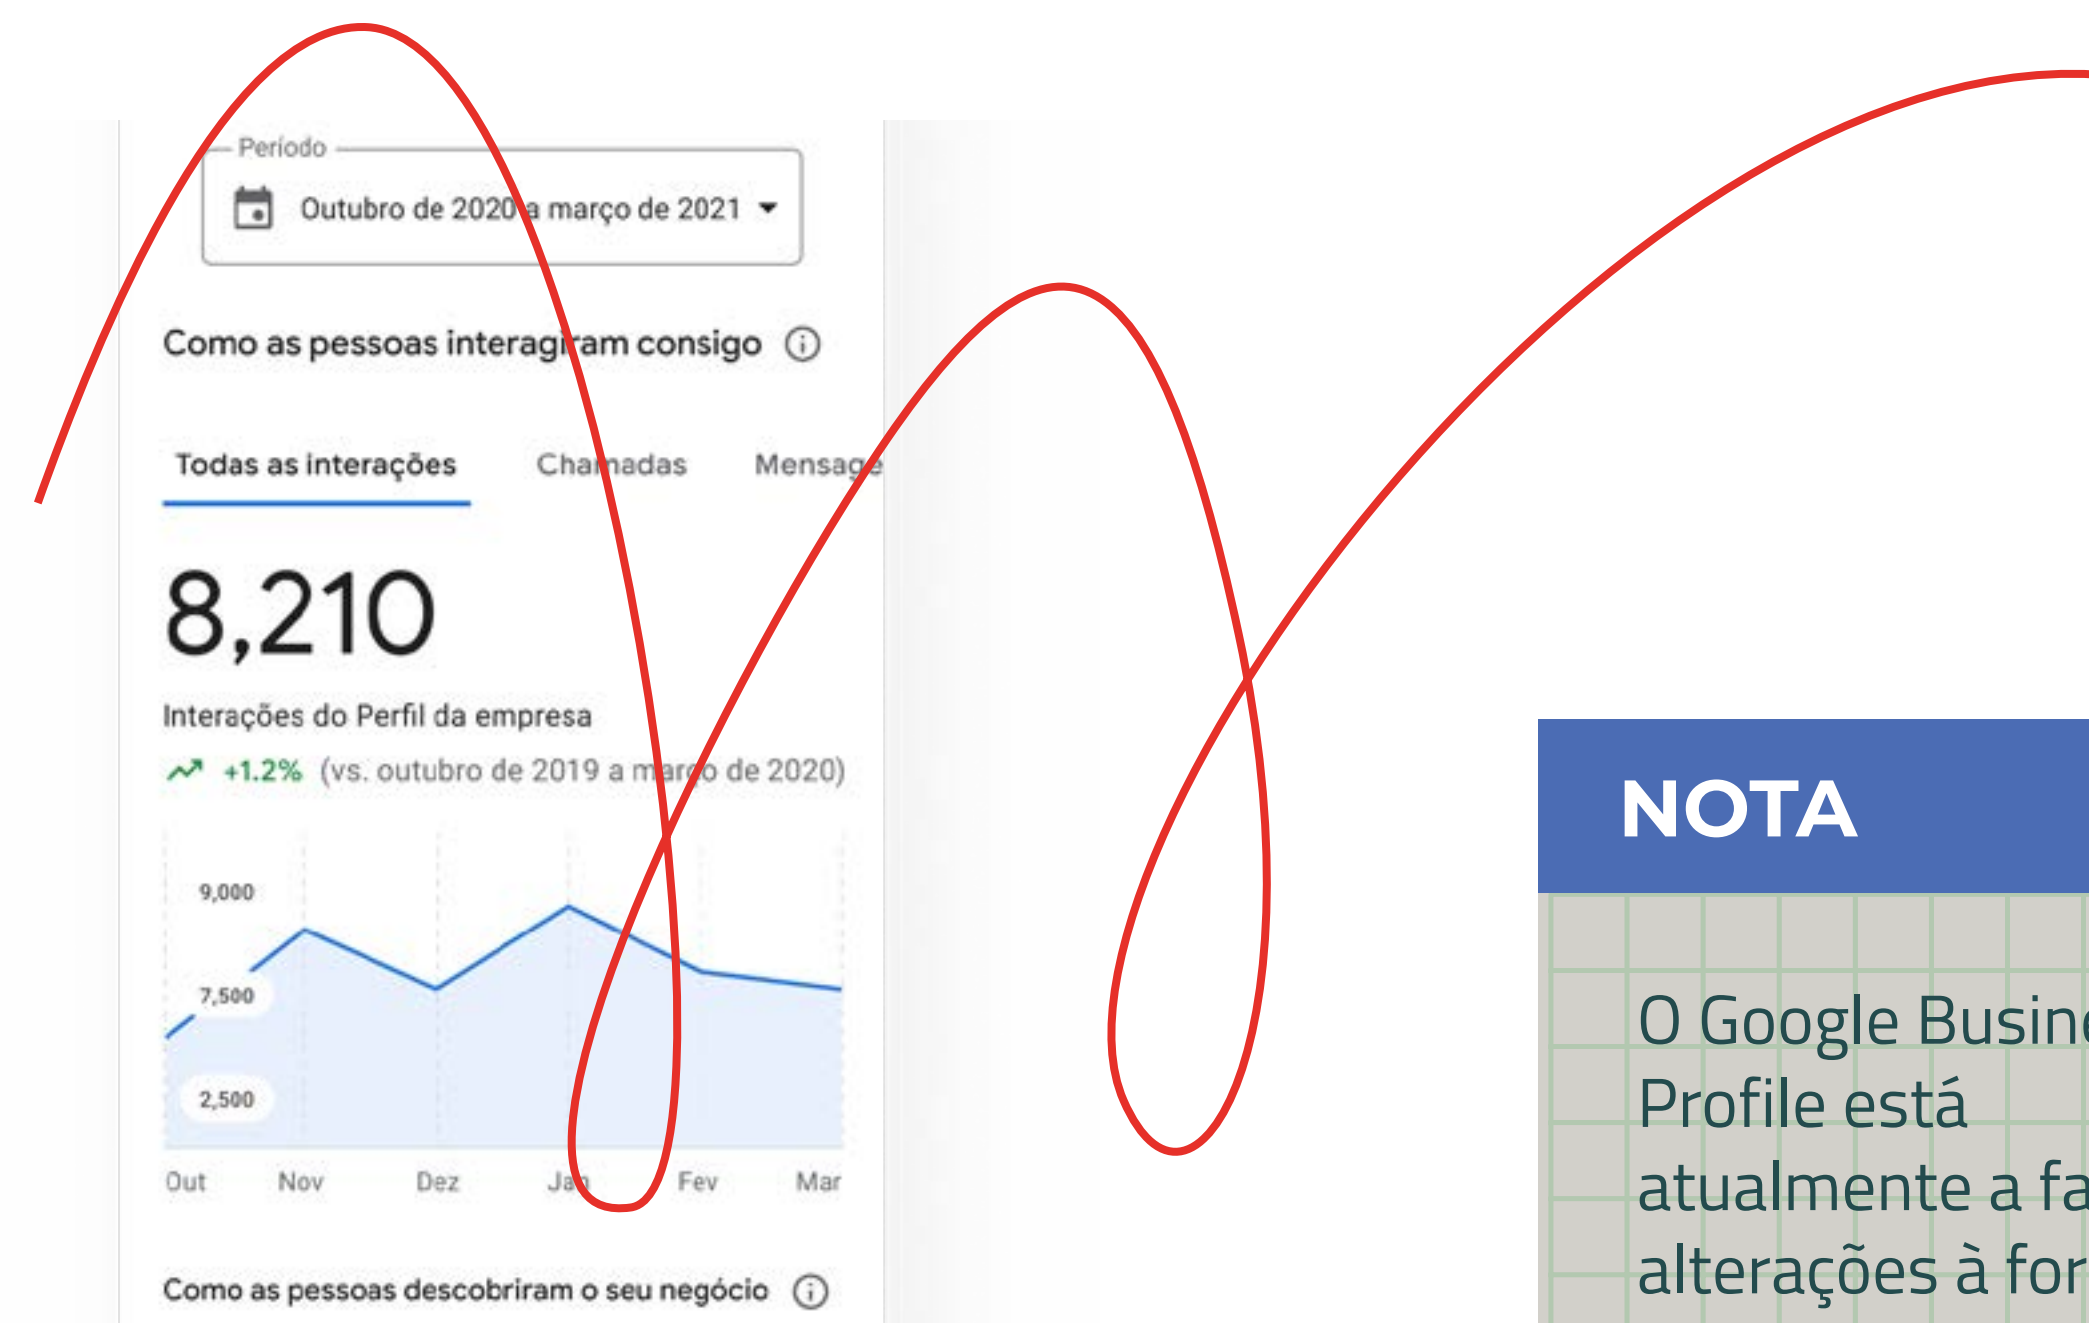 Período
Outubro de 2020 a março de 2021
Como as pessoas interagiram consigo
Todas as interações Chamadas Mensage
8,210
Interações do Perfil da empresa
+1.2% (vs. outubro de 2019 a março de 2020)
9,000
7,500
2,500
Out Nov Dez Jan Fev Mar
Como as pessoas descobriram o seu negócio
NOTA
O Google Busine
Profile está
atualmente a fa
alterações à for